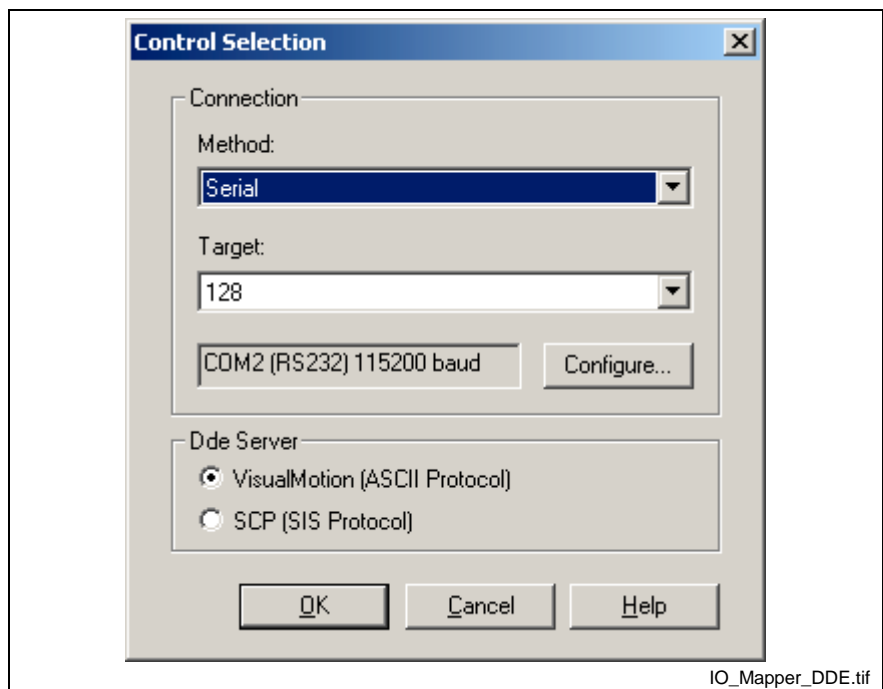 Control Selection
Connection
Method:
Serial
Target:
128
COM2 (RS232) 115200 baud
Configure...
Dde Server
VisualMotion (ASCII Protocol)
SCP (SIS Protocol)
OK Cancel Help
IO_Mapper_DDE.tif